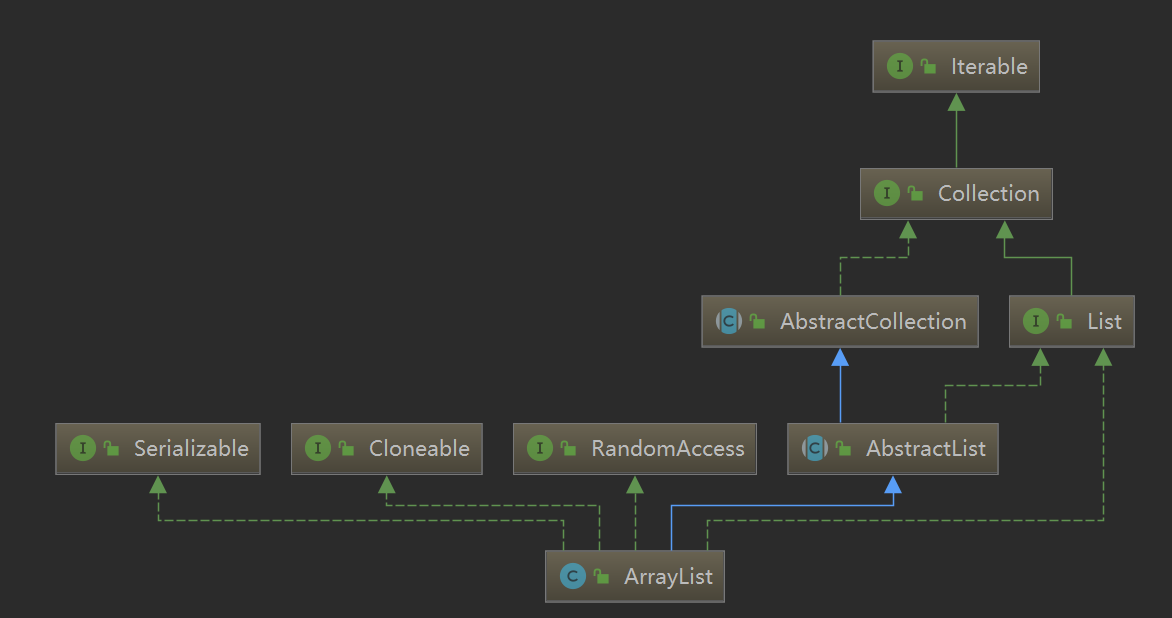 I Iterable
I Collection
C AbstractCollection
I List
I Serializable
I Cloneable
I RandomAccess
C AbstractList
C ArrayList